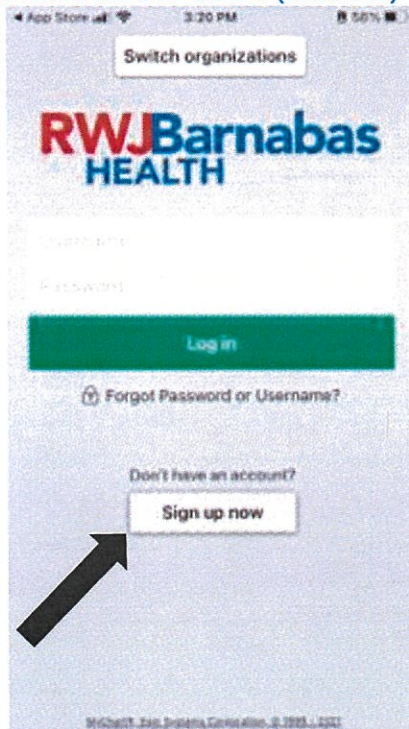 App Store 3:20 PM 58%
Switch organizations
RWJBarnabas
HEALTH
Username
Password
Log in
Forgot Password or Username?
Don't have an account?
Sign up now